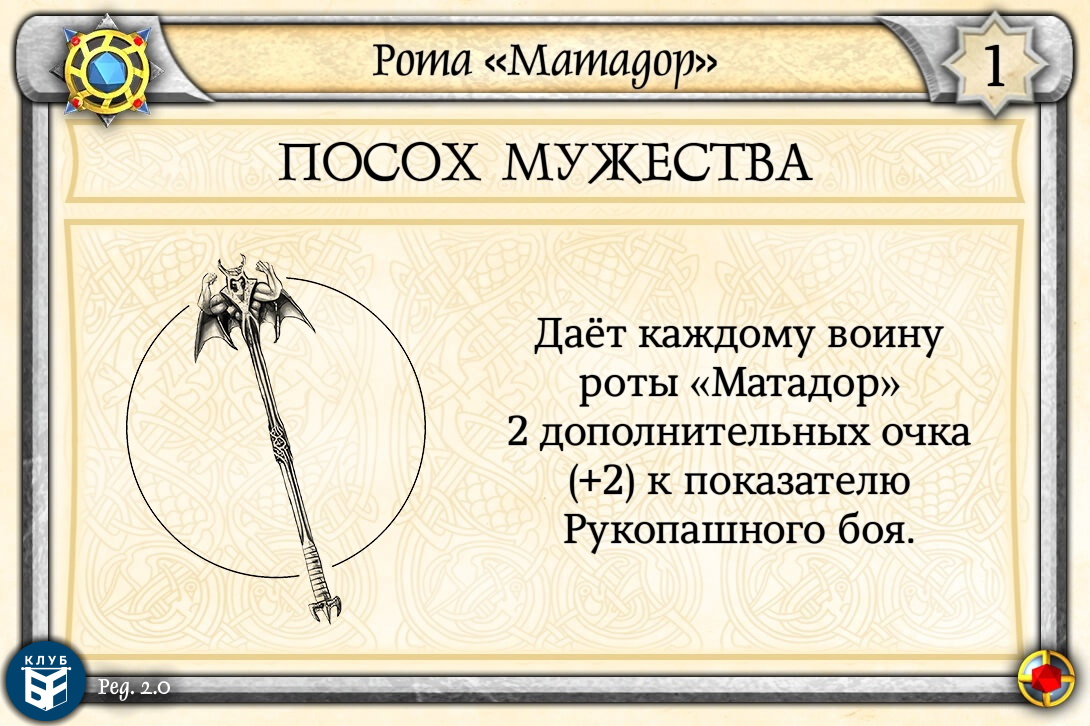 Рота «Матадор»
1
ПОСОХ МУЖЕСТВА
Даёт каждому воину
роты «Матадор»
2 дополнительных очка
(+2) к показателю
Рукопашного боя.
КЛУБ
Ред. 2.0